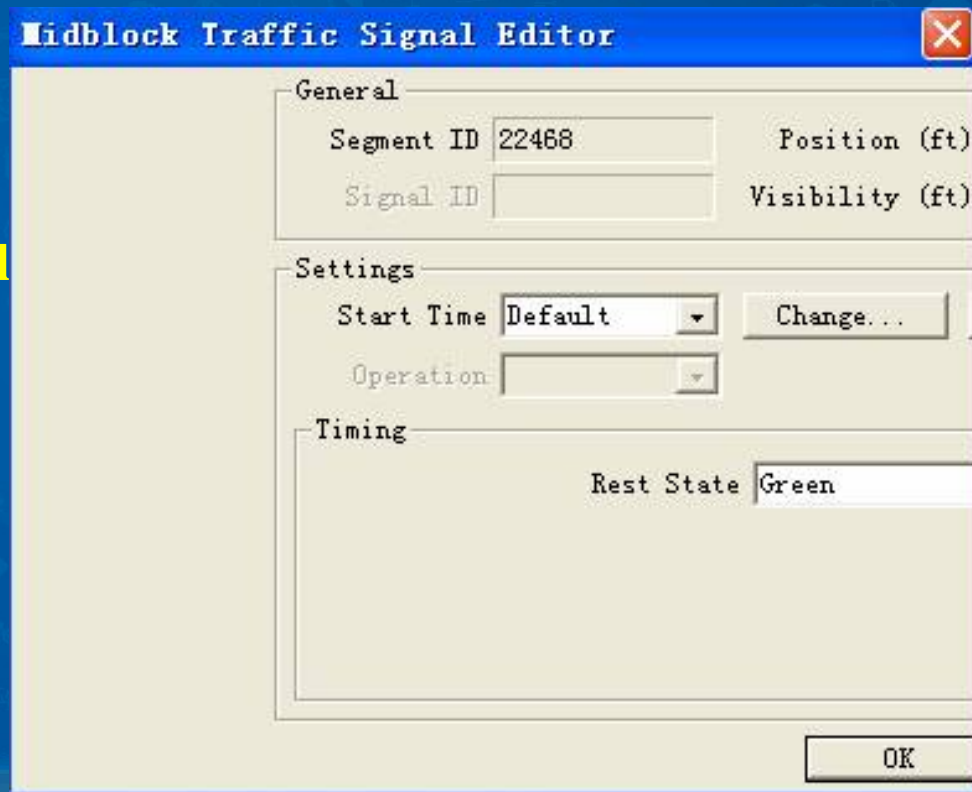 Midblock Traffic Signal Editor
General
Segment ID 22468 Position (ft)
Signal ID Visibility (ft)
Settings
Start Time Default Change...
Operation
Timing
Rest State Green
OK